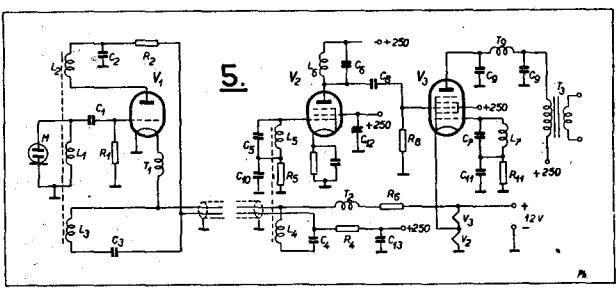 L2
C2
R2
V1
C1
M
L1
R1
T1
L3
C3
5.
L6
C6
+250
V2
C8
C5
L5
C10
R5
C12
+250
R8
T2
R6
L4
C4
R4
C13
+250
V3
T9
C9
C9
T3
+250
C7
L7
C11
R11
+250
V3
V2
+
12 V
−
Ph.